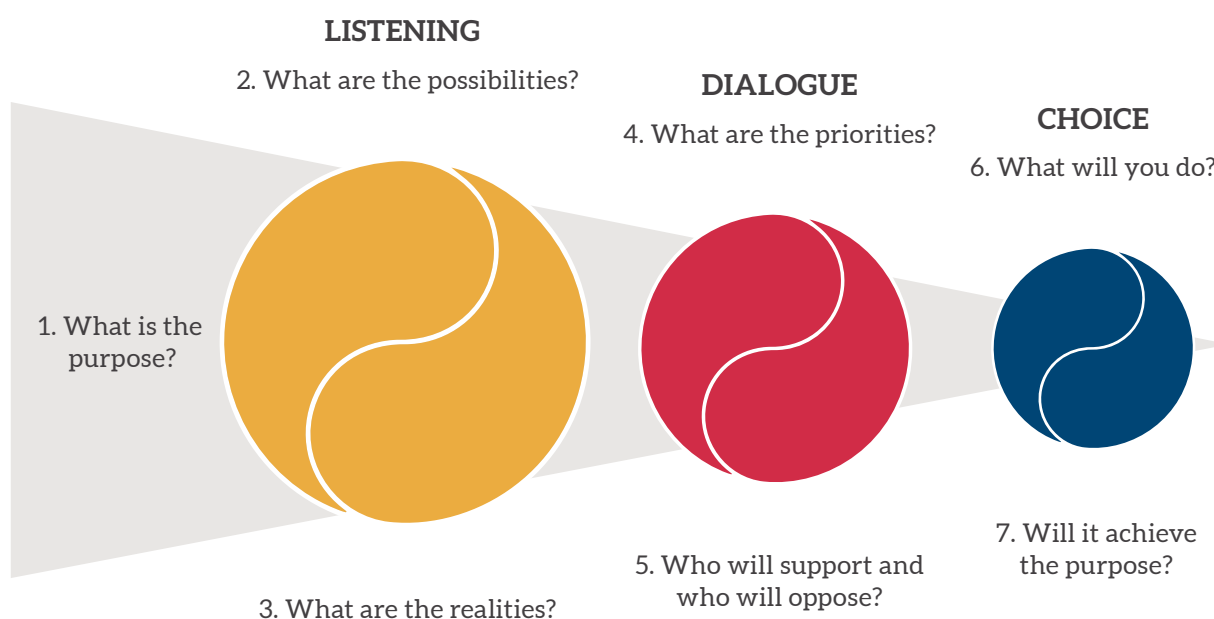 LISTENING
2. What are the possibilities?
DIALOGUE
4. What are the priorities?
CHOICE
6. What will you do?
1. What is the
purpose?
7. Will it achieve
the purpose?
5. Who will support and
who will oppose?
3. What are the realities?